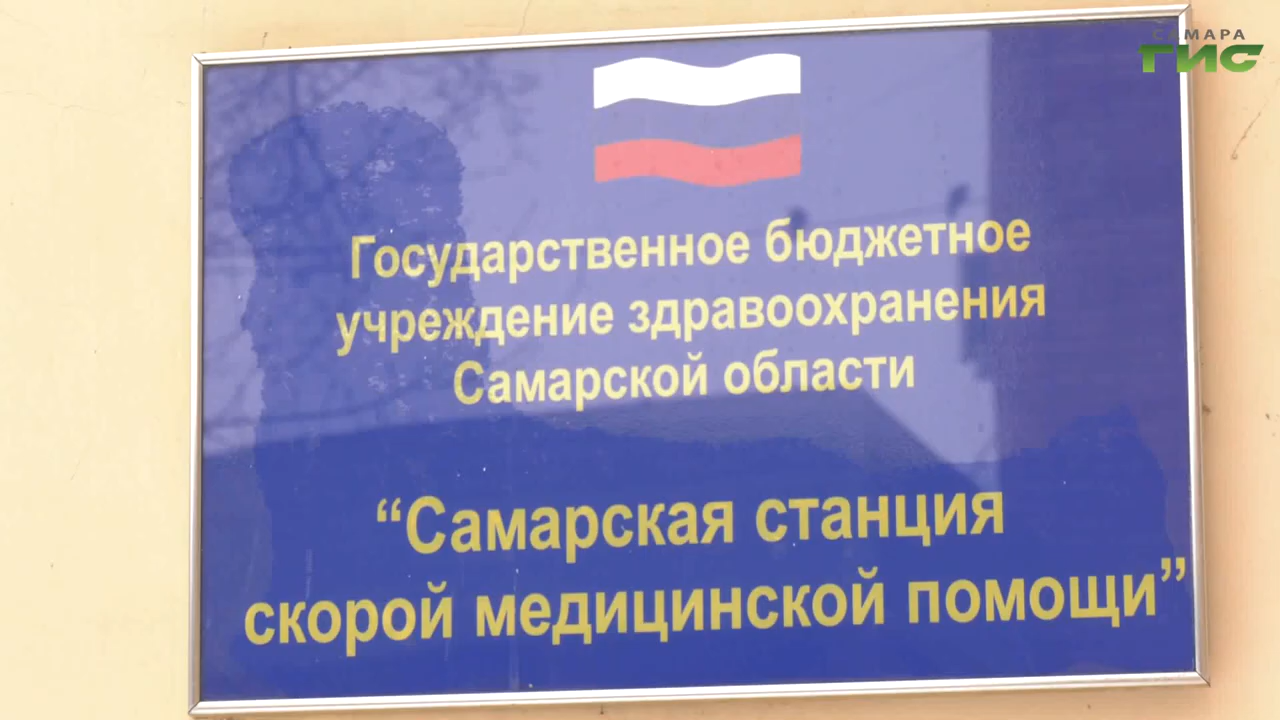 САМАРА
ГИС
Государственное бюджетное
учреждение здравоохранения
Самарской области
“Самарская станция
скорой медицинской помощи”